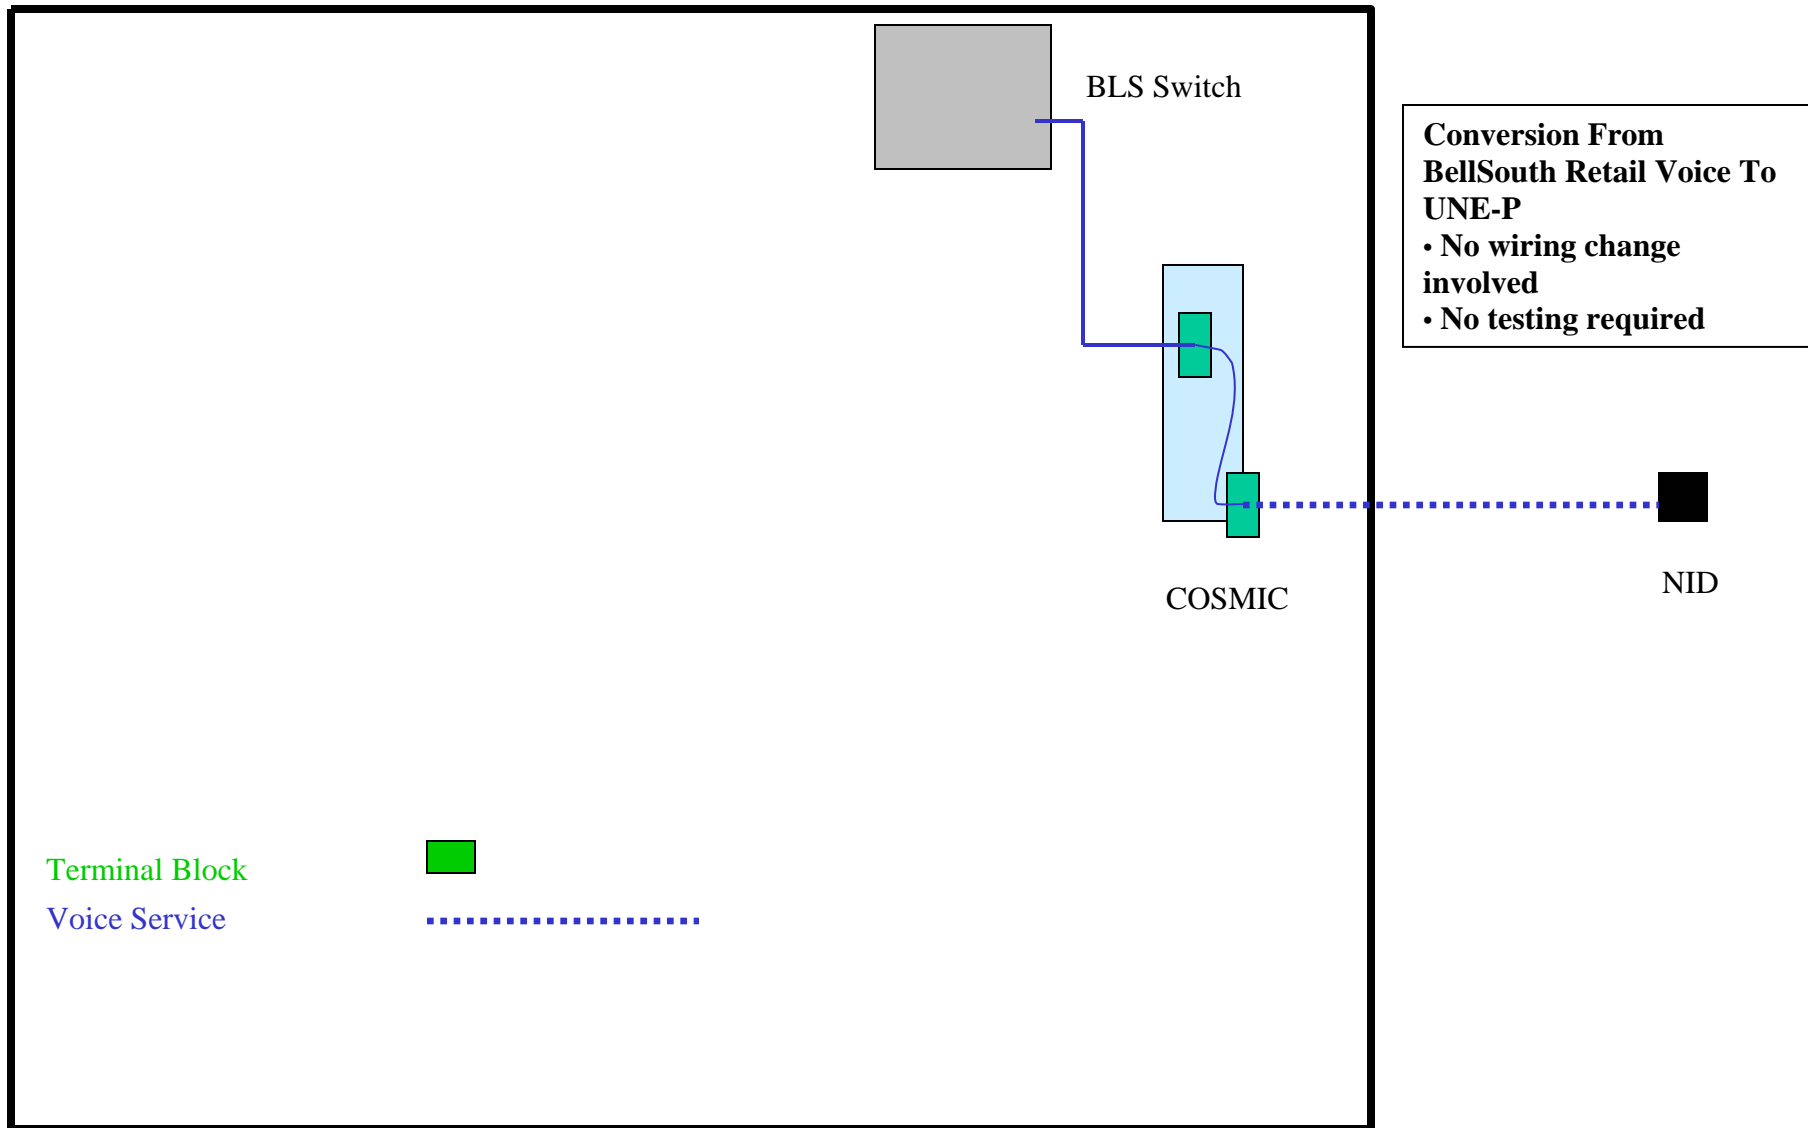 BLS Switch
Conversion From
BellSouth Retail Voice To
UNE-P
• No wiring change
involved
• No testing required
COSMIC
NID
Terminal Block
Voice Service